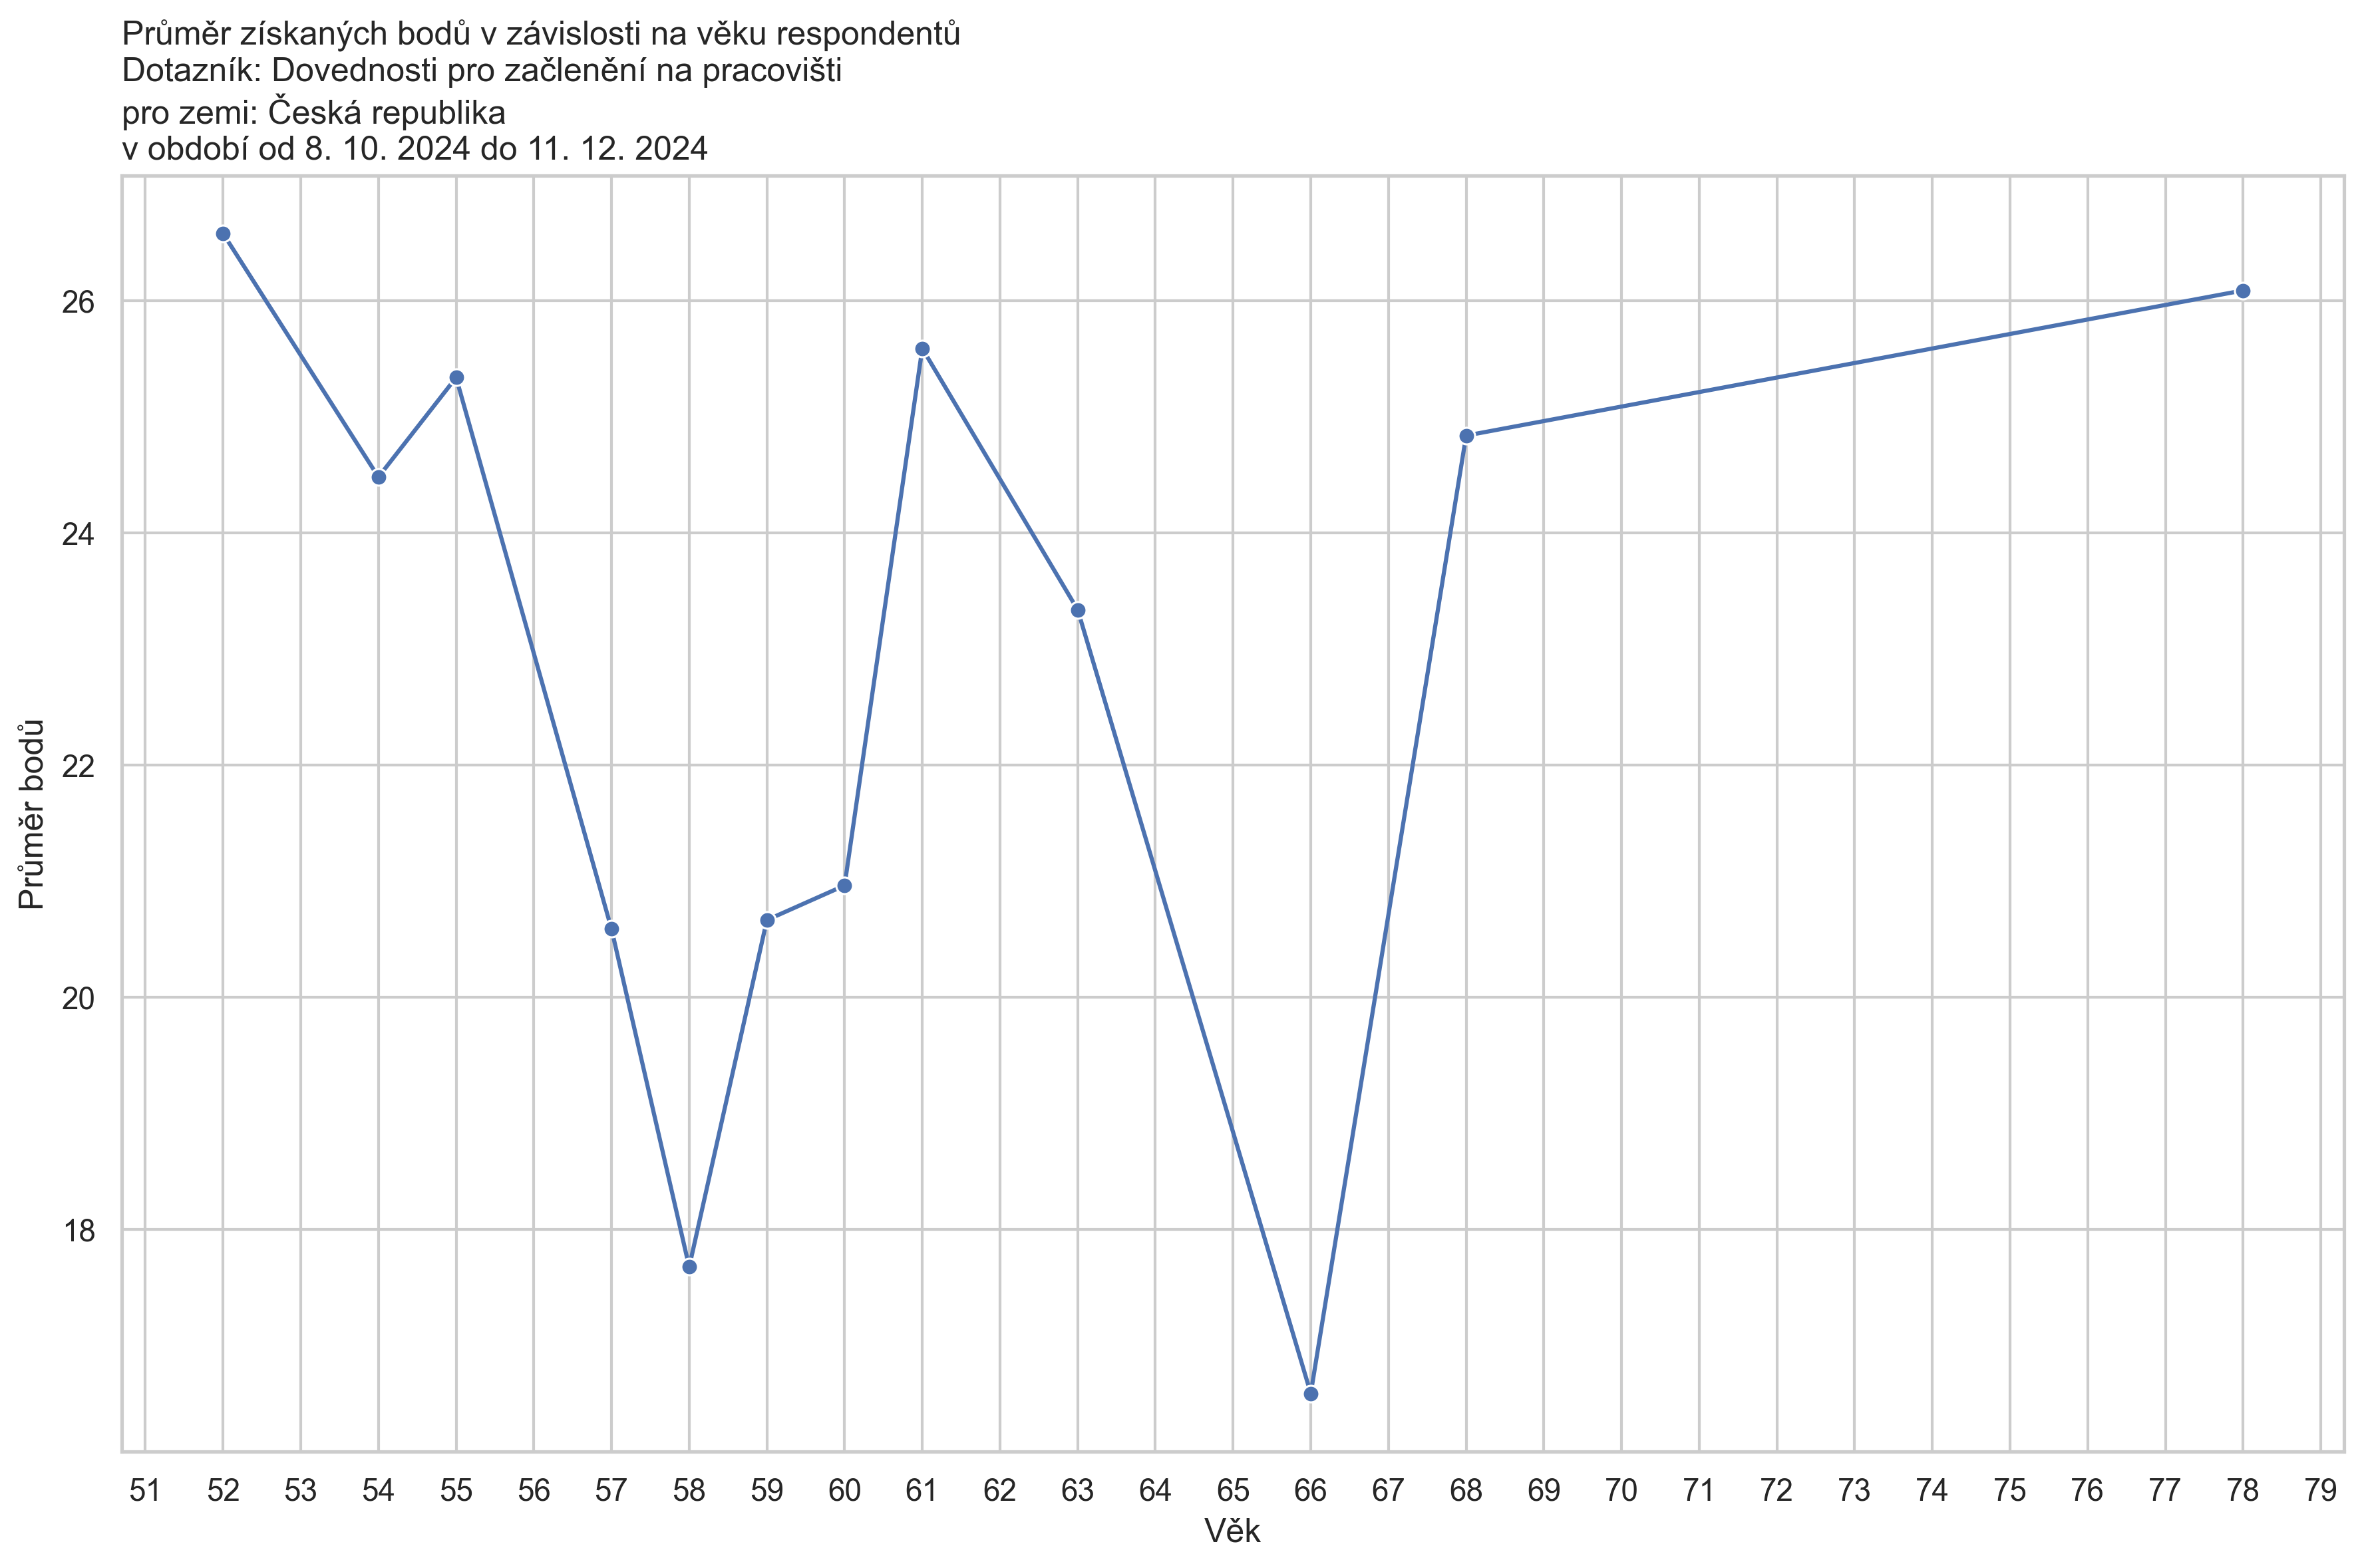 Průměr získaných bodů v závislosti na věku respondentů
Dotazník: Dovednosti pro začlenění na pracovišti
pro zemi: Česká republika
v období od 8. 10. 2024 do 11. 12. 2024
Průměr bodů
26
24
22
20
18
51 52 53 54 55 56 57 58 59 60 61 62 63 64 65 66 67 68 69 70 71 72 73 74 75 76 77 78 79
Věk